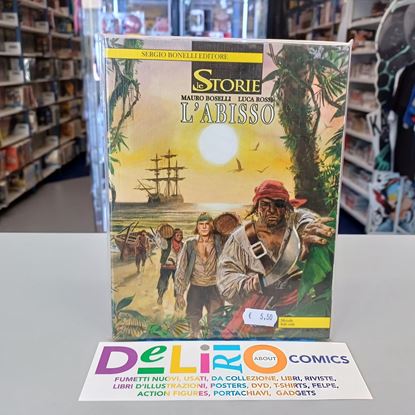 SERGIO BONELLI EDITORE
le STORIE
MAURO BOSELLI LUCA ROSSI
L'ABISSO
€ 5,50
DeLiRiO ABOUT COMICS
FUMETTI NUOVI, USATI, DA COLLEZIONE, LIBRI, RIVISTE,
LIBRI D'ILLUSTRAZIONI, POSTERS, DVD, T-SHIRTS, FELPE,
ACTION FIGURES, PORTACHIAVI, GADGETS